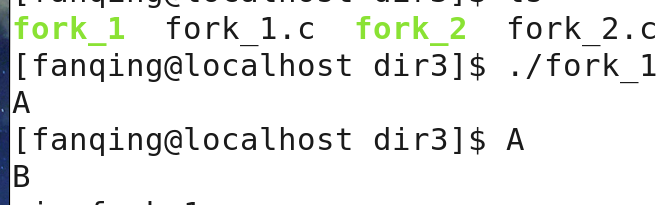 fork_1 fork_1.c fork_2 fork_2.c
[fanqing@localhost dir3]$ ./fork_1
A
[fanqing@localhost dir3]$ A
B